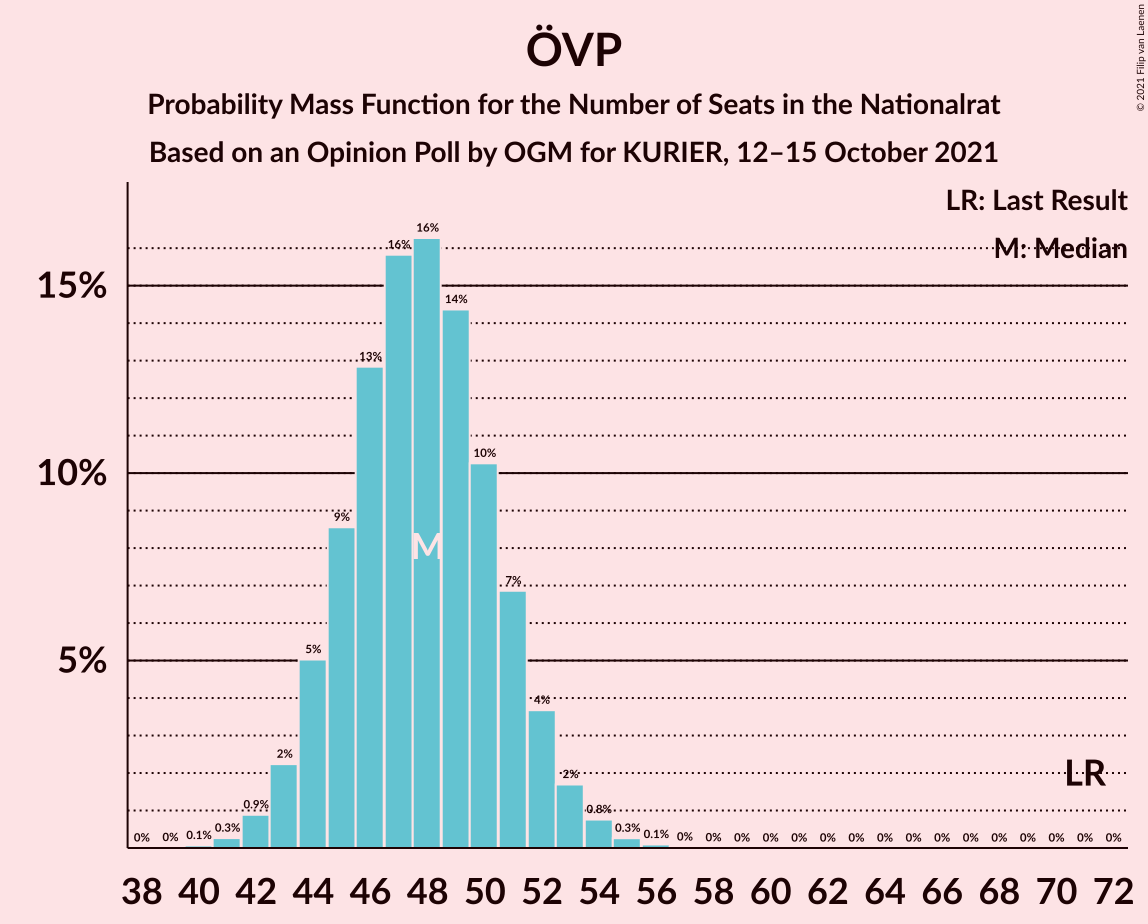 ÖVP
Probability Mass Function for the Number of Seats in the Nationalrat
Based on an Opinion Poll by OGM for KURIER, 12–15 October 2021
© 2021 Filip van Laenen
LR: Last Result
M: Median
15%
10%
5%
0% 0% 0.1% 0.3% 0.9% 2% 5% 9% 13% 16% 16% 14% 10% 7% 4% 2% 0.8% 0.3% 0.1% 0% 0% 0% 0% 0% 0% 0% 0% 0% 0% 0% 0% 0% 0% 0% 0%
M
LR
38 40 42 44 46 48 50 52 54 56 58 60 62 64 66 68 70 72